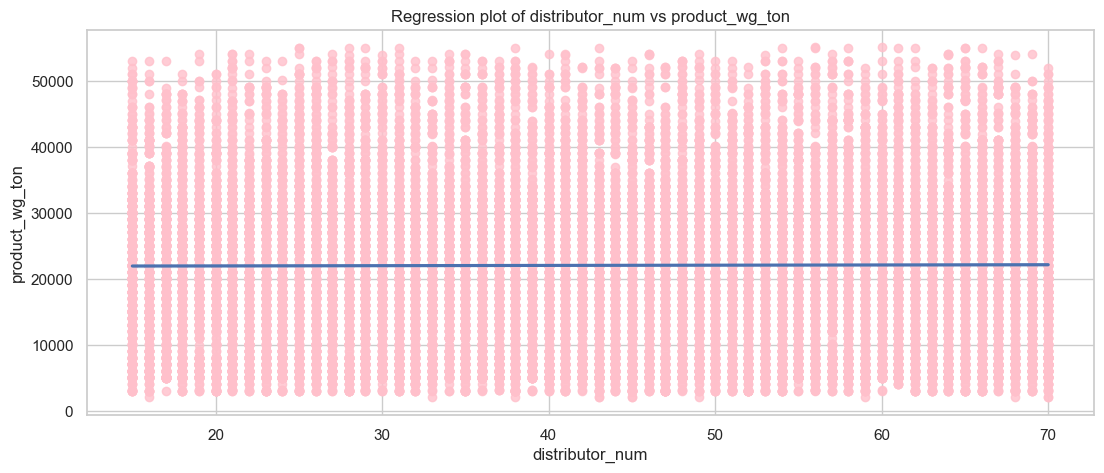 Regression plot of distributor_num vs product_wg_ton
product_wg_ton
50000
40000
30000
20000
10000
0
20 30 40 50 60 70
distributor_num